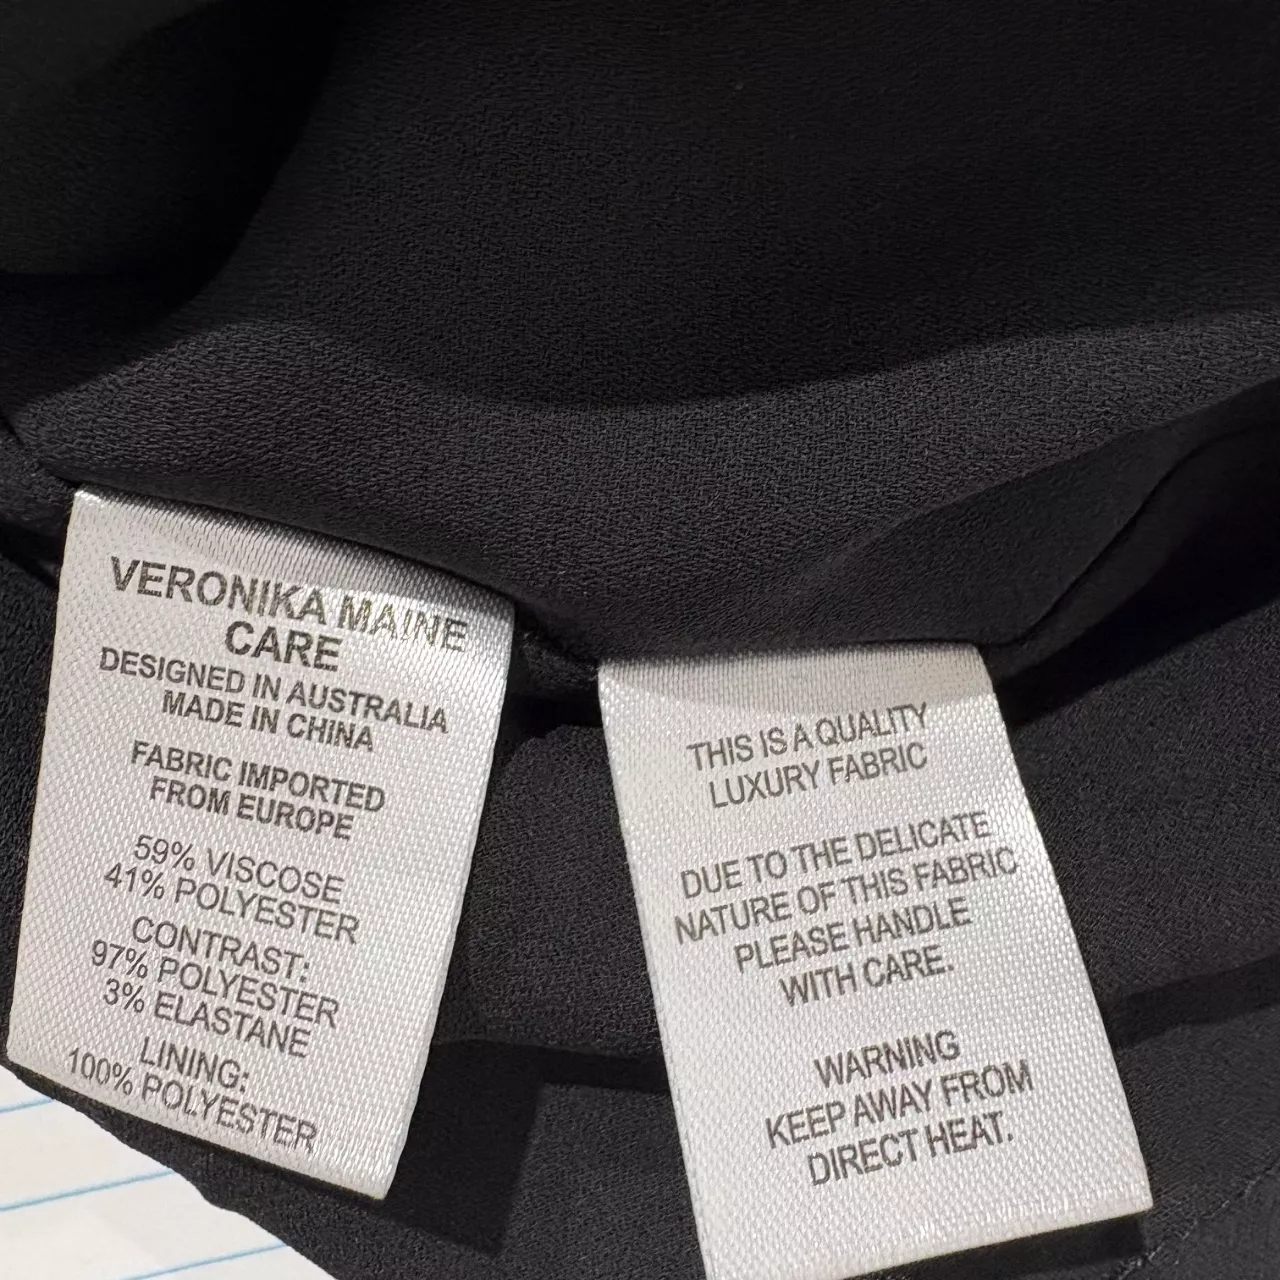 VERONIKA MAINE
CARE
DESIGNED IN AUSTRALIA
MADE IN CHINA
FABRIC IMPORTED
FROM EUROPE
59% VISCOSE
41% POLYESTER
CONTRAST:
97% POLYESTER
3% ELASTANE
LINING:
100% POLYESTER
THIS IS A QUALITY
LUXURY FABRIC
DUE TO THE DELICATE
NATURE OF THIS FABRIC
PLEASE HANDLE
WITH CARE.
WARNING
KEEP AWAY FROM
DIRECT HEAT.